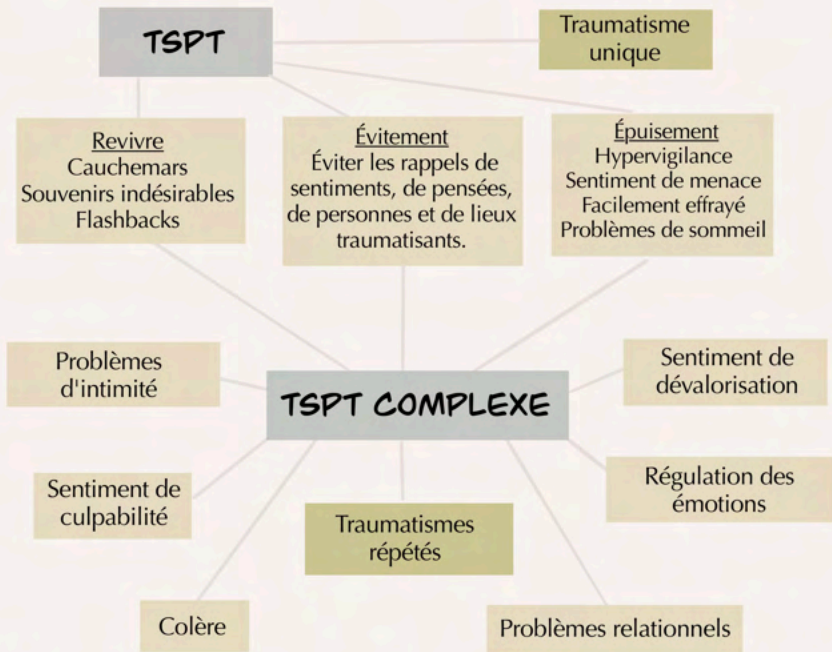 TSPT
Traumatisme
unique
Revivre
Cauchemars
Souvenirs indésirables
Flashbacks
Évitement
Éviter les rappels de
sentiments, de pensées,
de personnes et de lieux
traumatisants.
Épuisement
Hypervigilance
Sentiment de menace
Facilement effrayé
Problèmes de sommeil
Problèmes
d'intimité
TSPT COMPLEXE
Sentiment de
dévalorisation
Sentiment de
culpabilité
Traumatismes
répétés
Régulation des
émotions
Colère
Problèmes relationnels